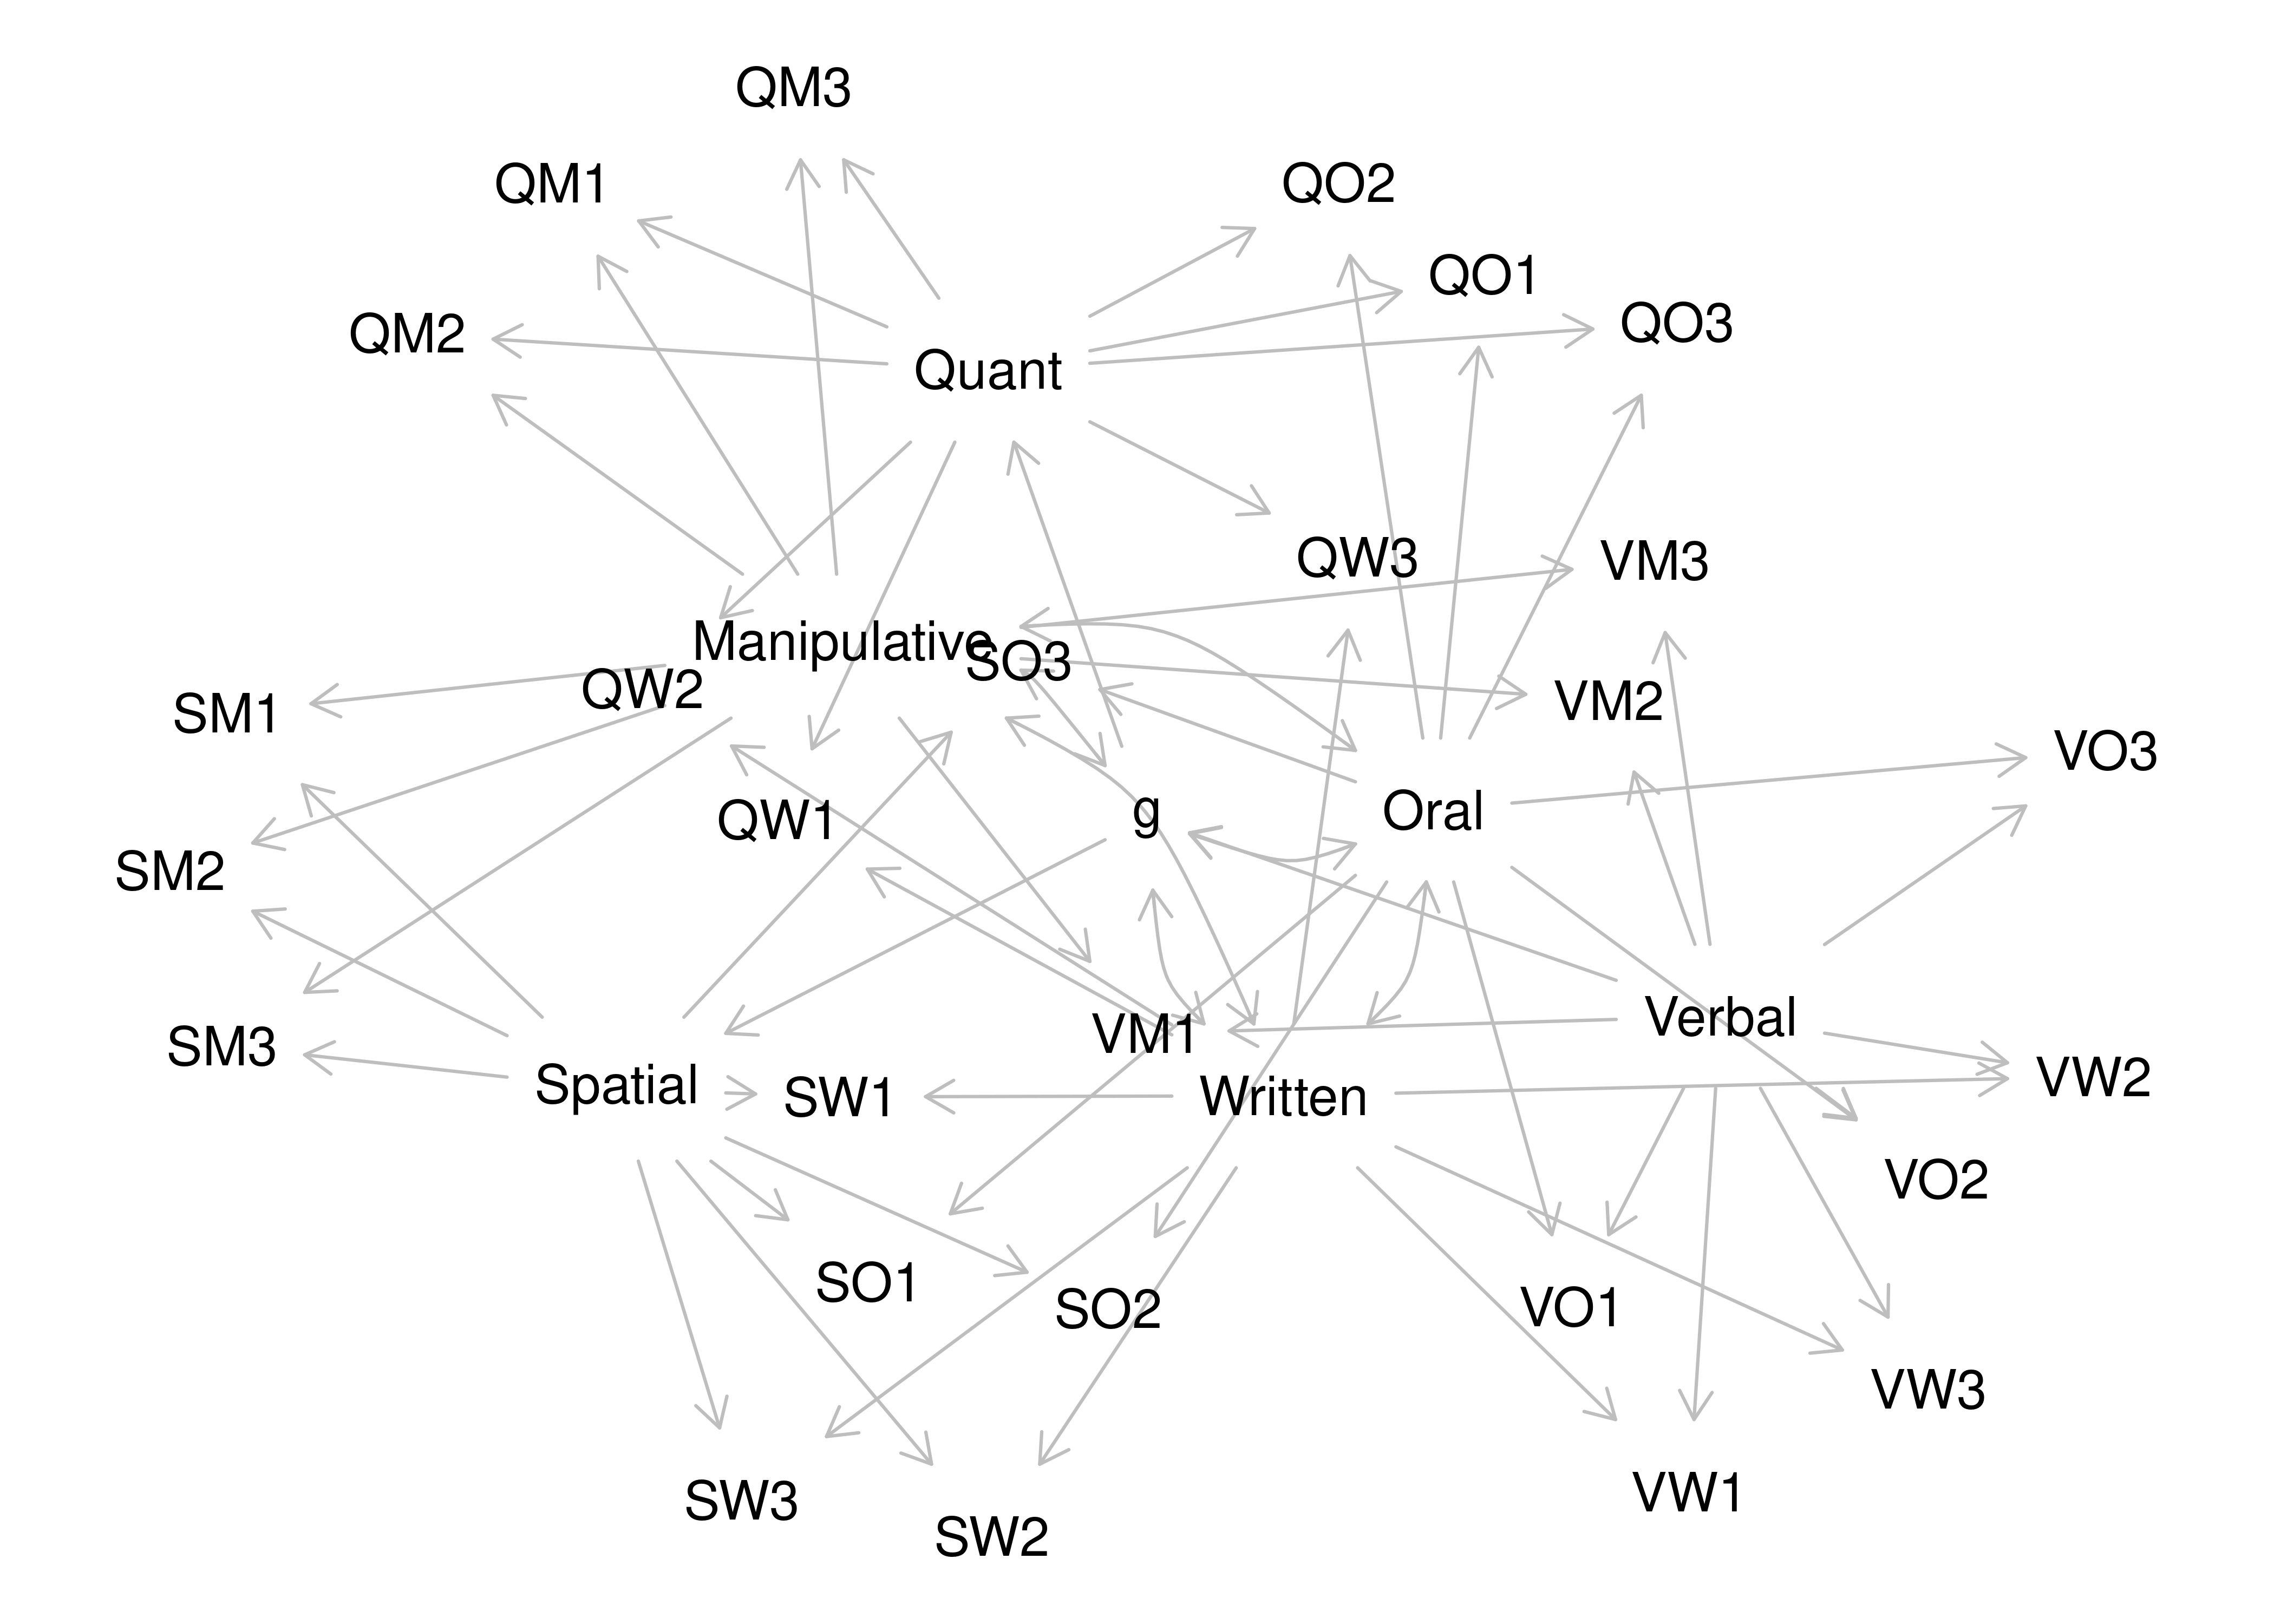 QM3
QM1
QO2
QO1
QM2
QO3
Quant
QW3
VM3
Manipulative
SO3
QW2
VM2
SM1
VO3
QW1
g
Oral
SM2
Verbal
VM1
SM3
Spatial
SW1
Written
VW2
VO2
SO1
SO2
VO1
VW3
VW1
SW3
SW2